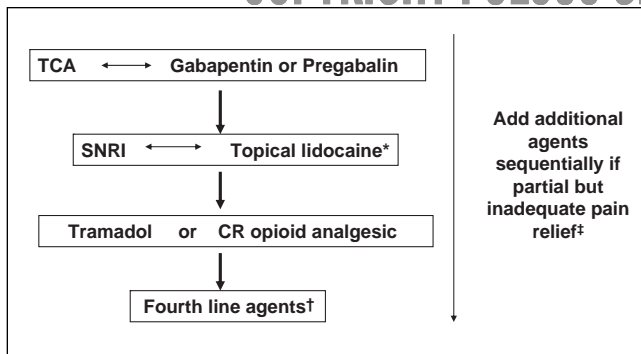 TCA Gabapentin or Pregabalin
SNRI Topical lidocaine*
Tramadol or CR opioid analgesic
Fourth line agents†
Add additional
agents
sequentially if
partial but
inadequate pain
relief‡